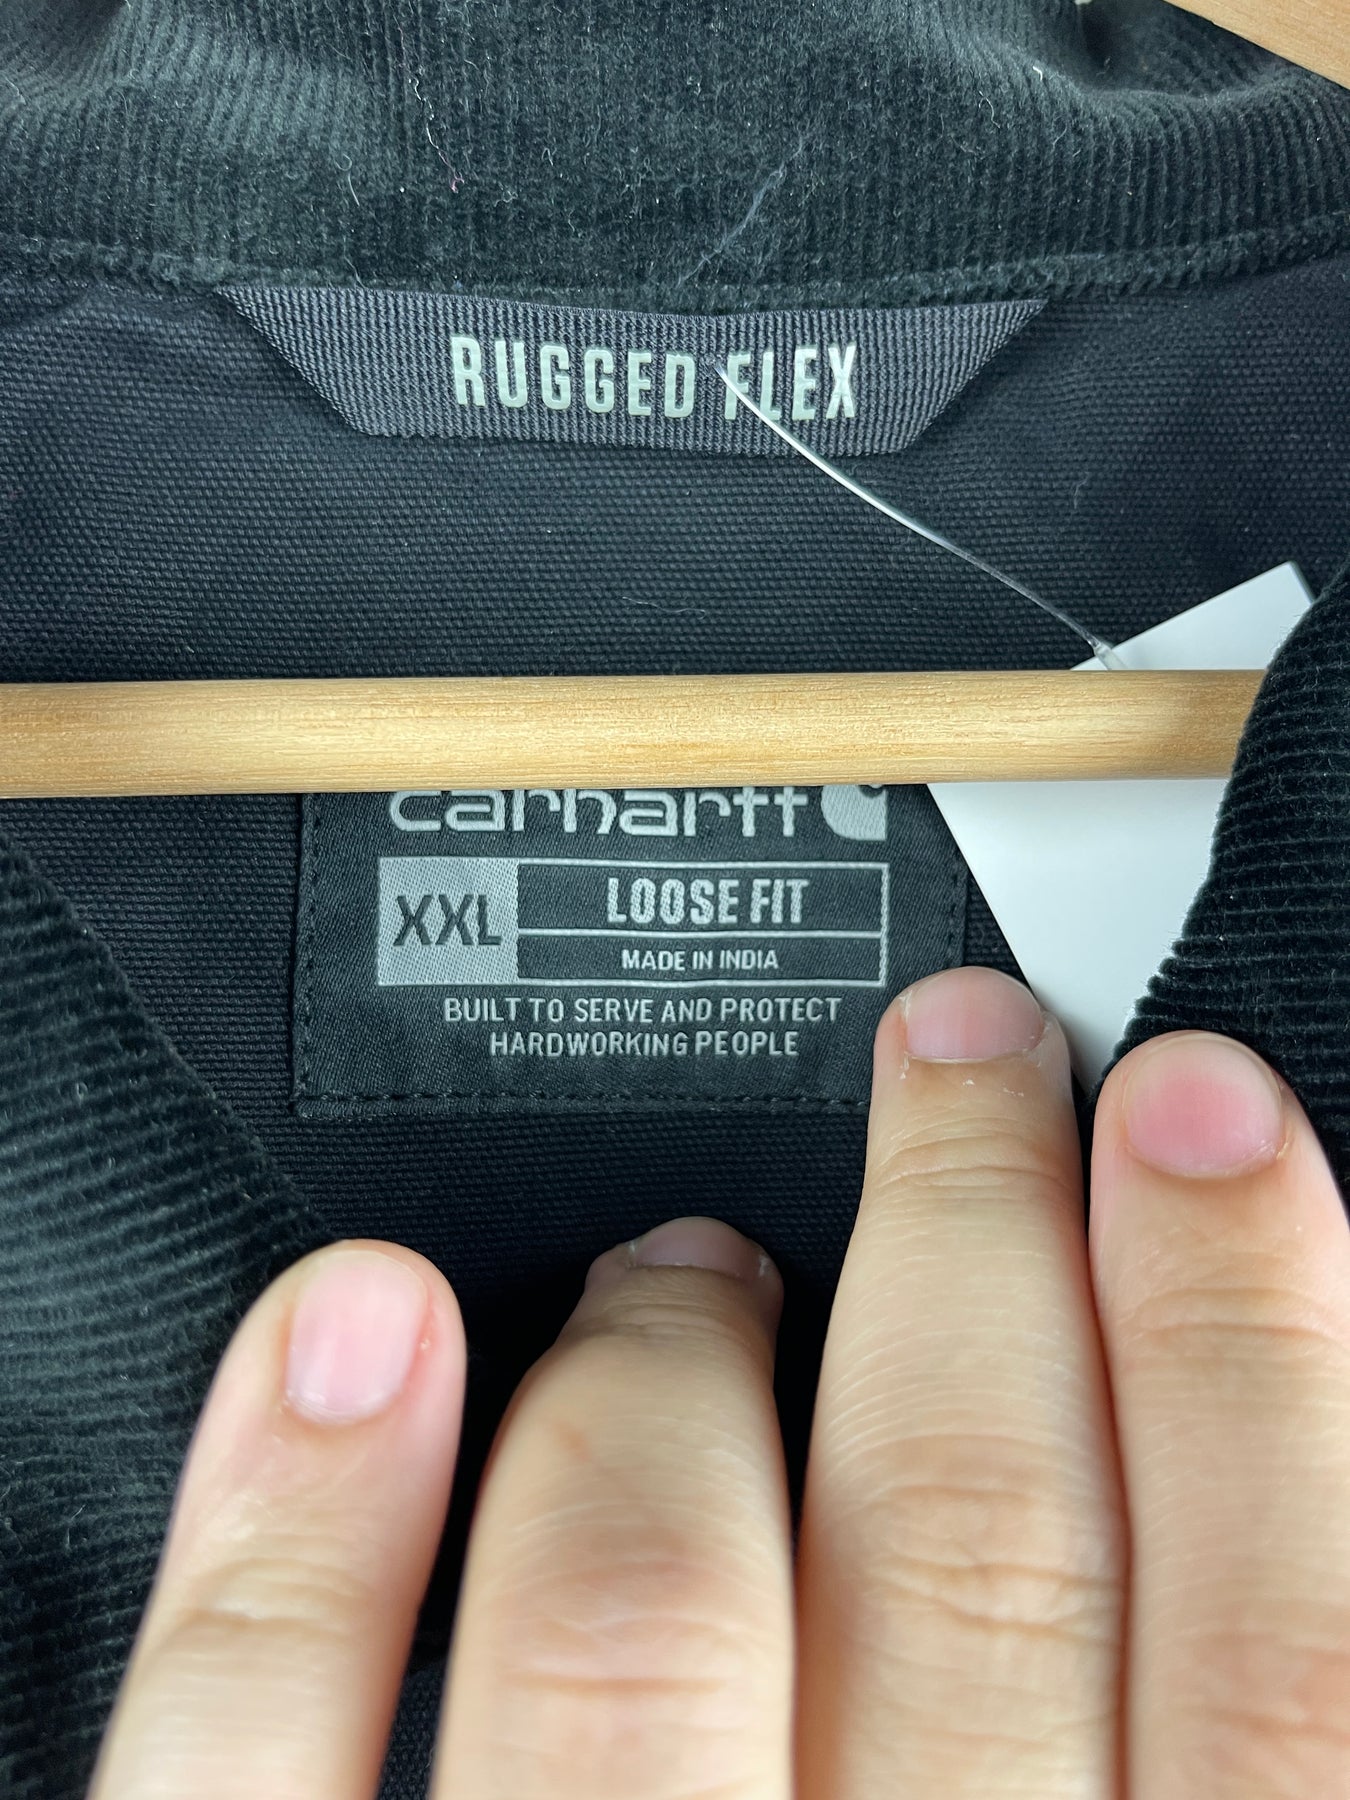 RUGGED FLEX
carhartt
XXL
LOOSE FIT
MADE IN INDIA
BUILT TO SERVE AND PROTECT
HARDWORKING PEOPLE